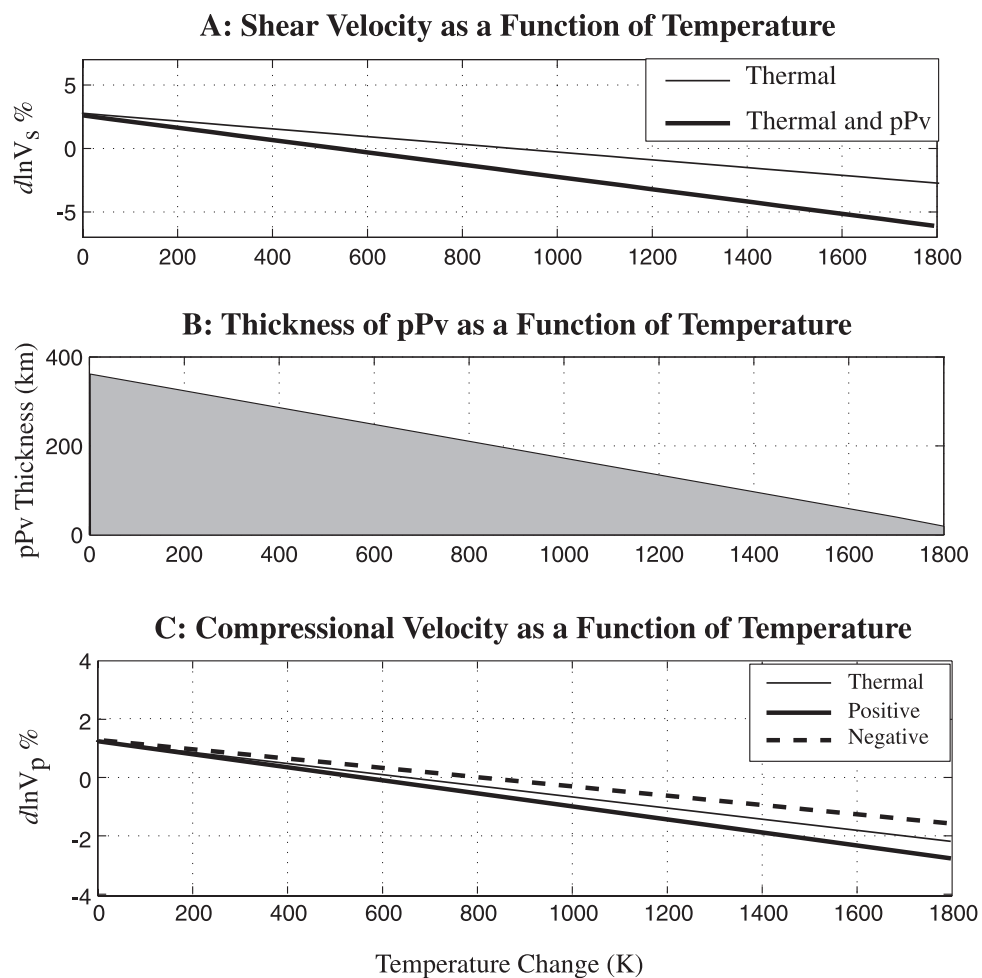 A: Shear Velocity as a Function of Temperature
5
0
-5
dlnVs %
Thermal
Thermal and pPv
0 200 400 600 800 1000 1200 1400 1600 1800
B: Thickness of pPv as a Function of Temperature
400
200
0
pPv Thickness (km)
0 200 400 600 800 1000 1200 1400 1600 1800
C: Compressional Velocity as a Function of Temperature
4
2
0
-2
-4
dlnVp %
Thermal
Positive
Negative
0 200 400 600 800 1000 1200 1400 1600 1800
Temperature Change (K)